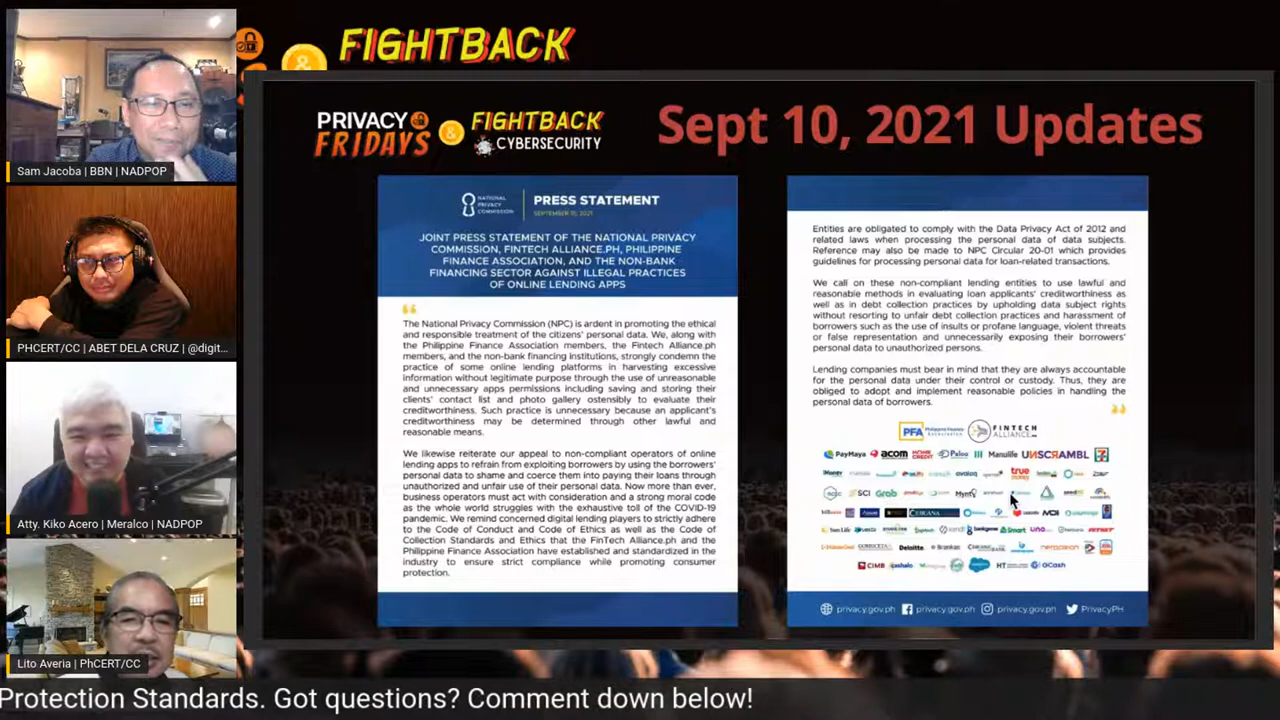 FIGHTBACK
&
PRIVACY
FRIDAYS
&
FIGHTBACK
CYBERSECURITY
Sept 10, 2021 Updates
Sam Jacoba | BBN | NADPOP
PHCERT/CC | ABET DELA CRUZ | @digit...
Atty. Kiko Acero | Meralco | NADPOP
Lito Averia | PhCERT/CC
NATIONAL
PRIVACY
COMMISSION
PRESS STATEMENT
JOINT PRESS STATEMENT OF THE NATIONAL PRIVACY
COMMISSION, FINTECH ALLIANCE.PH, PHILIPPINE
FINANCE ASSOCIATION, AND THE NON-BANK
FINANCING SECTOR AGAINST ILLEGAL PRACTICES
OF ONLINE LENDING APPS
The National Privacy Commission (NPC) is ardent in promoting the ethical
and responsible treatment of the citizens' personal data. We, along with
the Philippine Finance Association members, the Fintech Alliance.ph
members, and the non-bank financing institutions, strongly condemn the
practice of some online lending platforms in harvesting excessive
information without legitimate purpose through the use of unreasonable
and unnecessary apps permissions including saving and storing their
clients' contact list and photo gallery ostensibly to evaluate their
creditworthiness. Such practice is unnecessary because an applicant's
creditworthiness may be determined through other lawful and
reasonable means.
We likewise reiterate our appeal to non-compliant operators of online
lending apps to refrain from exploiting borrowers by using the borrowers'
personal data to shame and coerce them into paying their loans through
unauthorized and unfair use of their personal data. Now more than ever,
business operators must act with consideration and a strong moral code
as the whole world struggles with the exhaustive toll of the COVID-19
pandemic. We remind concerned digital lending players to strictly adhere
to the Code of Conduct and Code of Ethics as well as the Code of
Collection Standards and Ethics that the FinTech Alliance.ph and the
Philippine Finance Association have established and standardized in the
industry to ensure strict compliance while promoting consumer
protection.
Entities are obligated to comply with the Data Privacy Act of 2012 and
related laws when processing the personal data of data subjects.
Reference may also be made to NPC Circular 20-01 which provides
guidelines for processing personal data for loan-related transactions.
We call on these non-compliant lending entities to use lawful and
reasonable methods in evaluating loan applicants' creditworthiness as
well as in debt collection practices by upholding data subject rights
without resorting to unfair debt collection practices and harassment of
borrowers such as the use of insults or profane language, violent threats
or false representation and unnecessarily exposing their borrowers'
personal data to unauthorized persons.
Lending companies must bear in mind that they are always accountable
for the personal data under their control or custody. Thus, they are
obliged to adopt and implement reasonable policies in handling the
personal data of borrowers.
PFA Philippine Finance Association FINTECH ALLIANCE.PH
PayMaya acom HOME CREDIT Paloo Manulife UNSCRAMBL
true money
SCI Grab Mynt
Deloitte
CIMB cashalo GCash
privacy.gov.ph privacy.gov.ph privacy.gov.ph PrivacyPH
Protection Standards. Got questions? Comment down below!